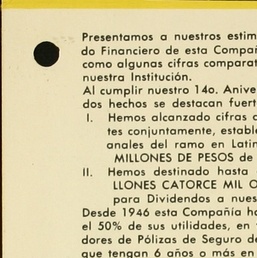 Presentamos a nuestros estim
do Financiero de esta Compañ
como algunas cifras comparat
nuestra Institución.
Al cumplir nuestro 14o. Anive
dos hechos se destacan fuert
I. Hemos alcanzado cifras c
tes conjuntamente, estable
anales del ramo en Latin
MILLONES DE PESOS de
II. Hemos destinado hasta
LLONES CATORCE MIL O
para Dividendos a nues
Desde 1946 esta Compañía ha
el 50% de sus utilidades, en
dores de Pólizas de Seguro de
que tengan 6 años o más en